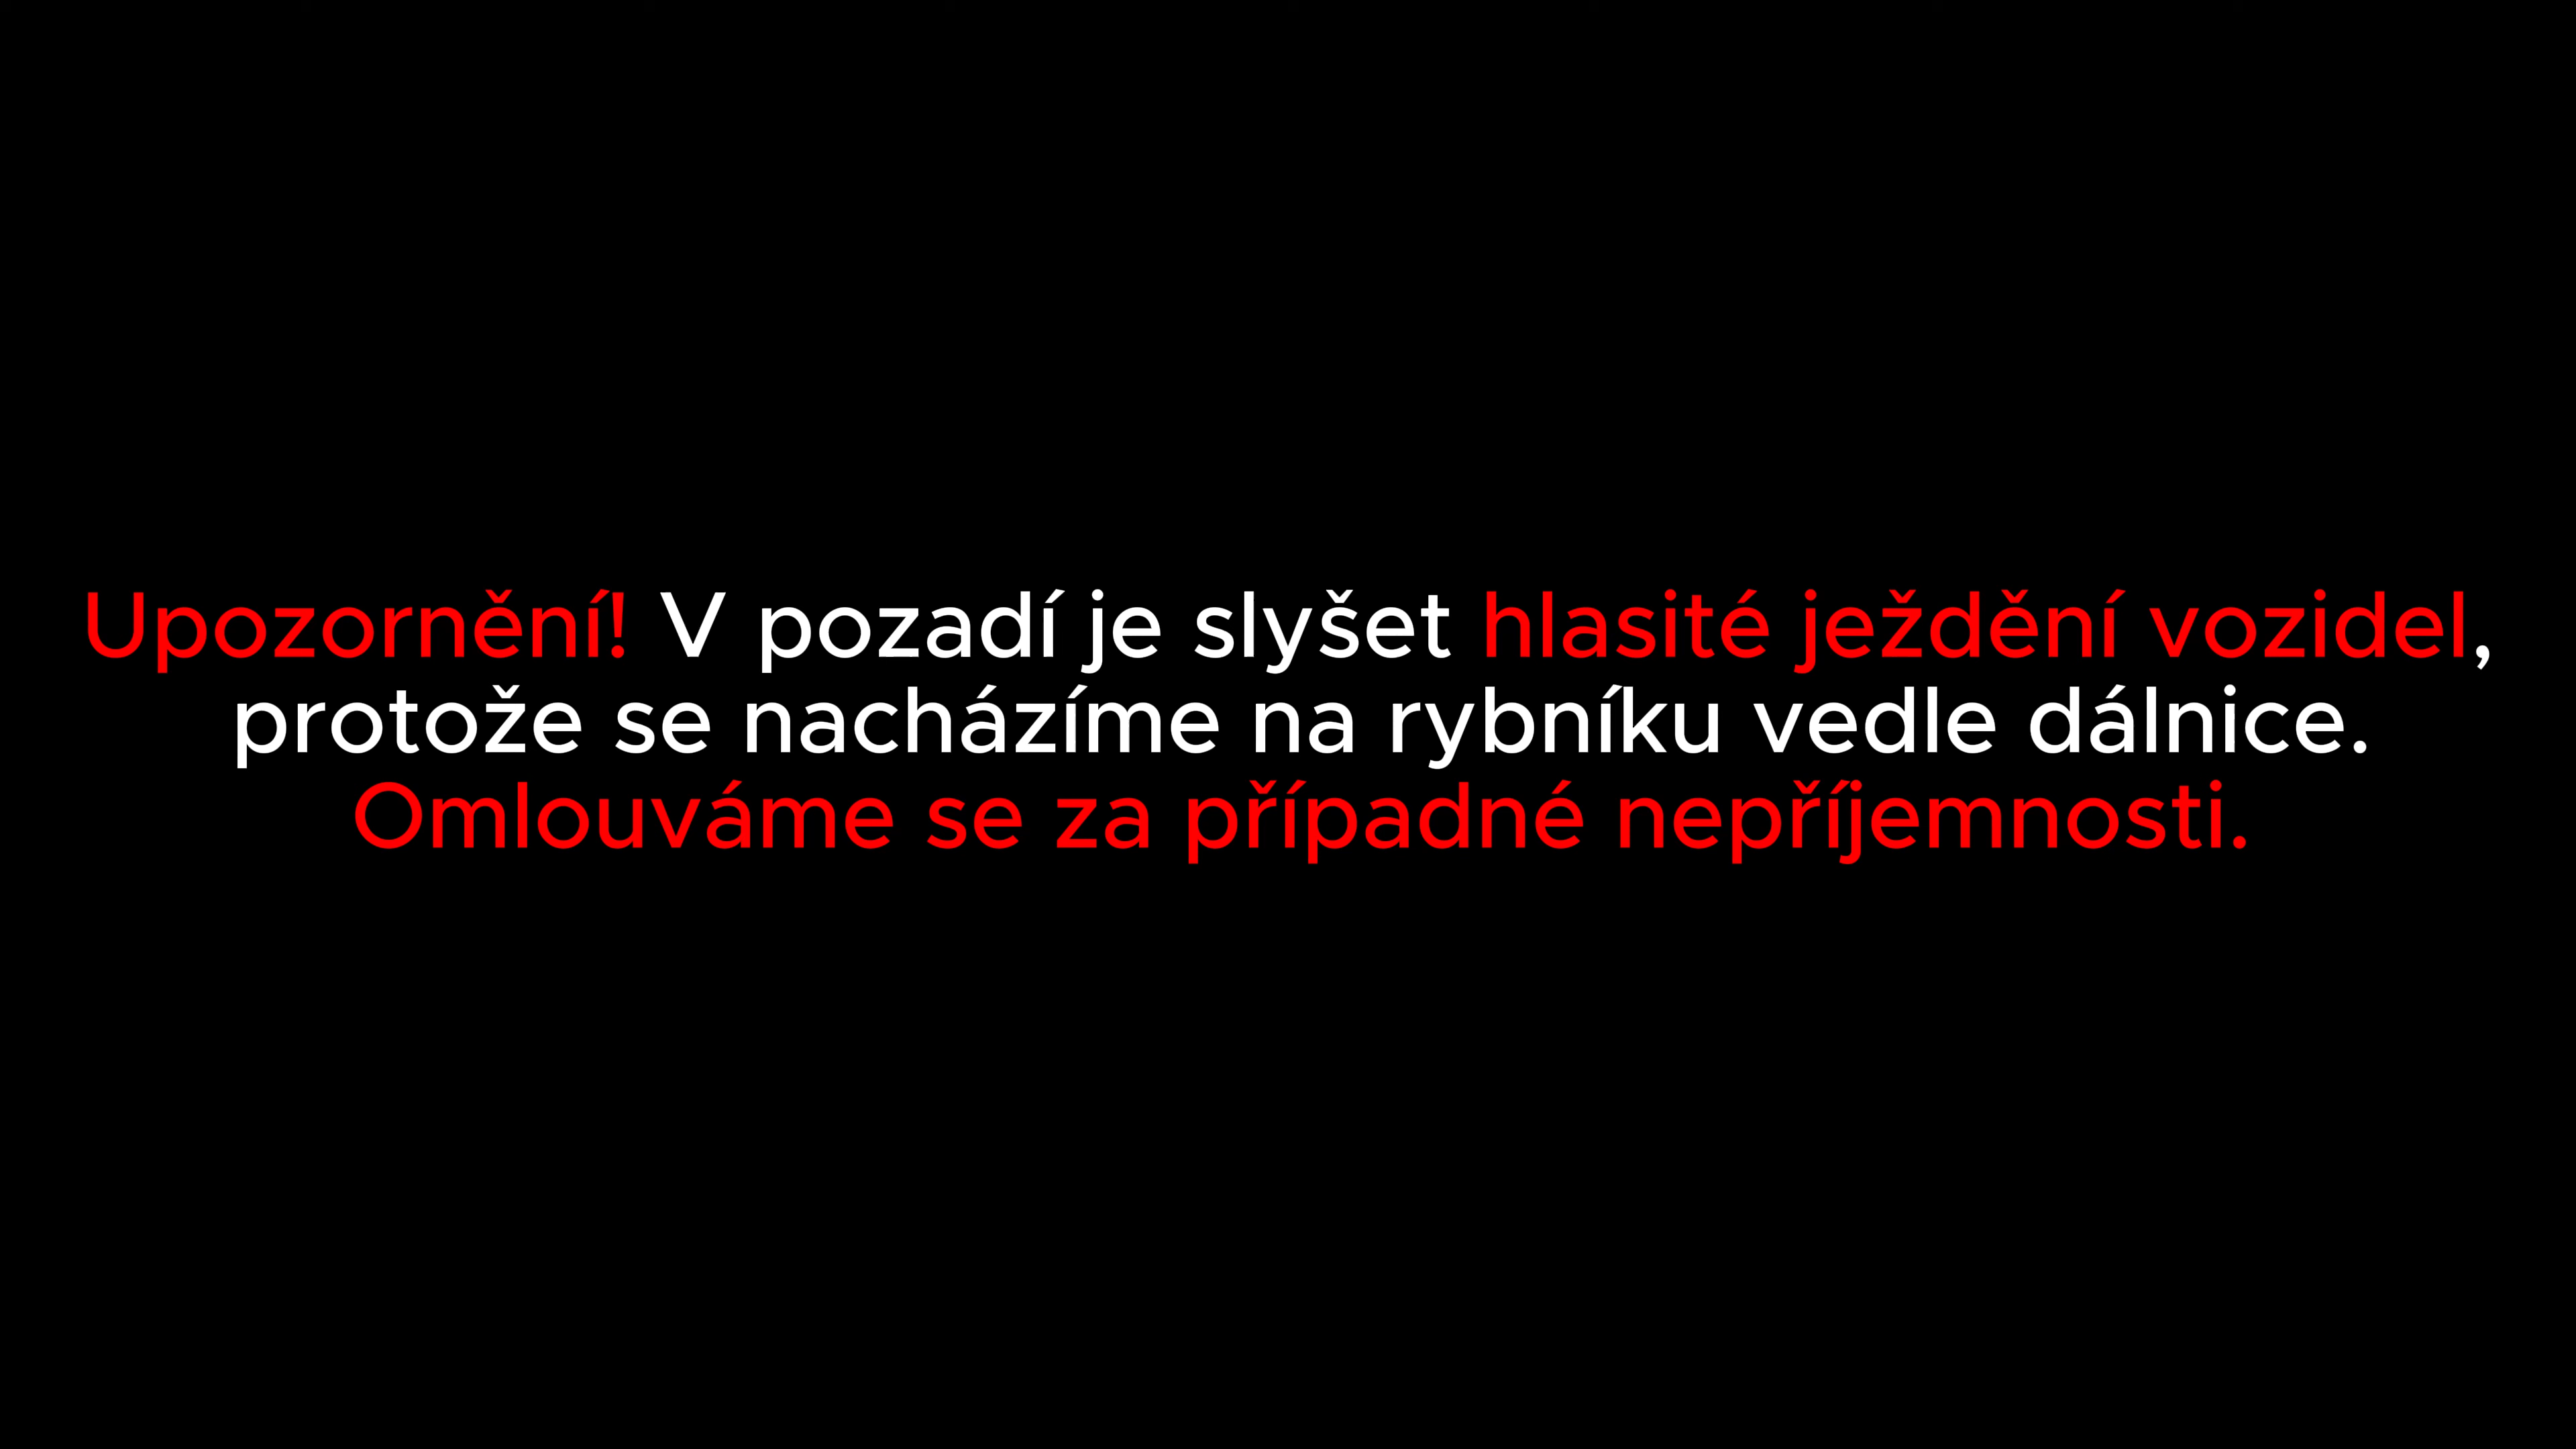 Upozornění! V pozadí je slyšet hlasité ježdění vozidel,
protože se nacházíme na rybníku vedle dálnice.
Omlouváme se za případné nepříjemnosti.